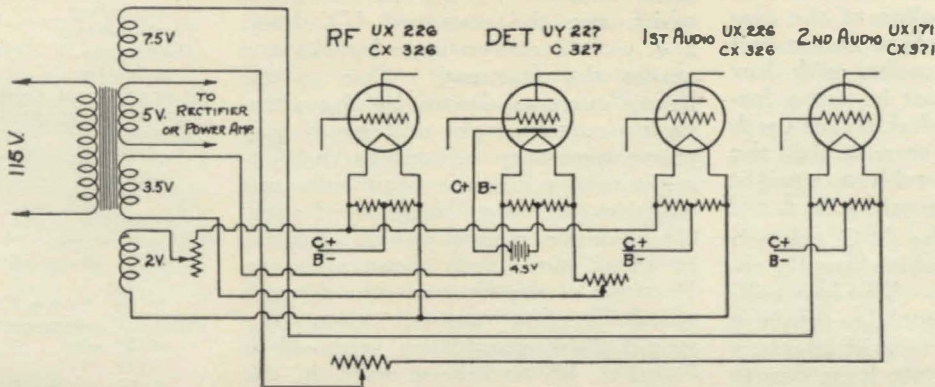 7.5V
115 V.
5V.
TO
RECTIFIER
OR POWER AMP.
3.5V
2V.
RF UX 226
CX 326
DET UY 227
C 327
1ST AUDIO UX 226
CX 326
2ND AUDIO UX 171
CX 371
C+ B-
4.5V
C+
B-
C+
B-
C+
B-